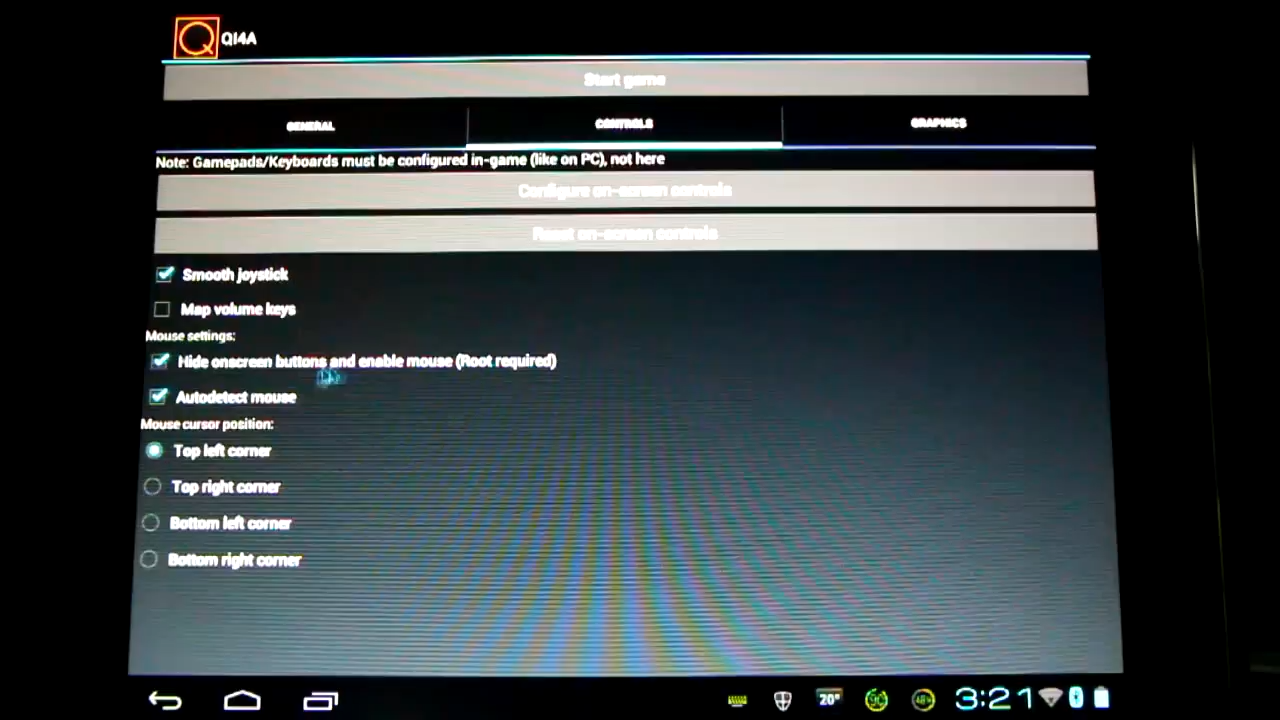 QI4A
Start game
GENERAL CONTROLS GRAPHICS
Note: Gamepads/Keyboards must be configured in-game (like on PC), not here
Configure on-screen controls
Reset on-screen controls
Smooth joystick
Map volume keys
Mouse settings:
Hide onscreen buttons and enable mouse (Root required)
Autodetect mouse
Mouse cursor position:
Top left corner
Top right corner
Bottom left corner
Bottom right corner
20° 3:21